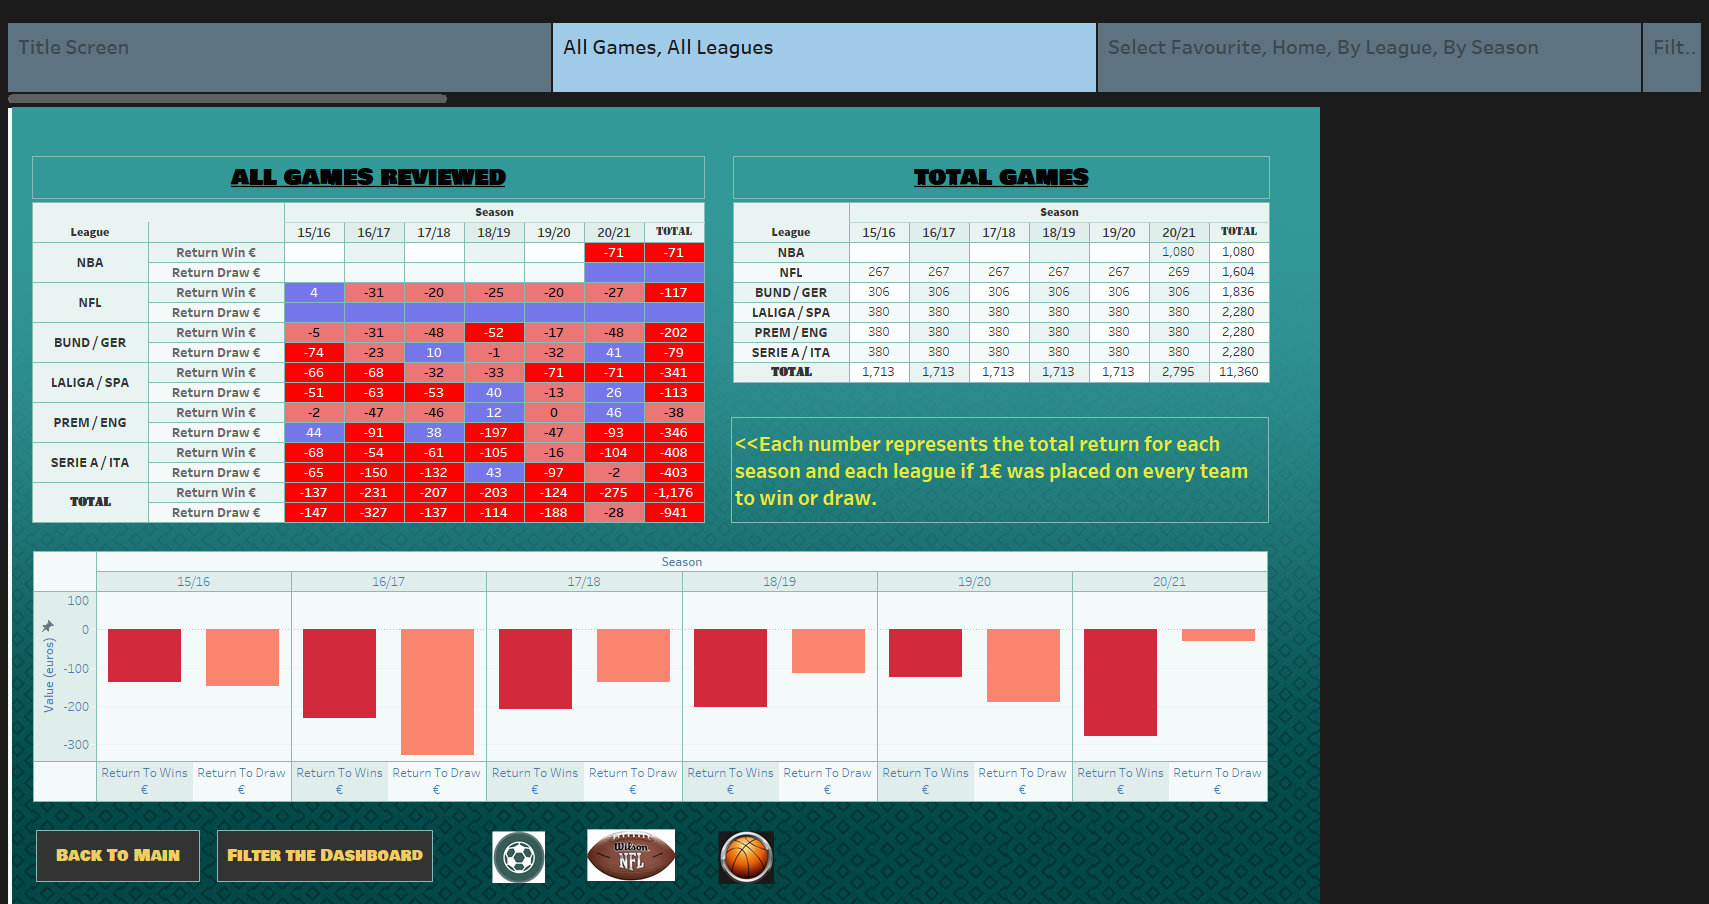 Title Screen
All Games, All Leagues
Select Favourite, Home, By League, By Season
Filt..
ALL GAMES REVIEWED
Season
League 15/16 16/17 17/18 18/19 19/20 20/21 TOTAL
NBA
Return Win € -71 -71
Return Draw €
NFL
Return Win € 4 -31 -20 -25 -20 -27 -117
Return Draw €
BUND / GER
Return Win € -5 -31 -48 -52 -17 -48 -202
Return Draw € -74 -23 10 -1 -32 41 -79
LALIGA / SPA
Return Win € -66 -68 -32 -33 -71 -71 -341
Return Draw € -51 -63 -53 40 -13 26 -113
PREM / ENG
Return Win € -2 -47 -46 12 0 46 -38
Return Draw € 44 -91 38 -197 -47 -93 -346
SERIE A / ITA
Return Win € -68 -54 -61 -105 -16 -104 -408
Return Draw € -65 -150 -132 43 -97 -2 -403
TOTAL
Return Win € -137 -231 -207 -203 -124 -275 -1,176
Return Draw € -147 -327 -137 -114 -188 -28 -941
TOTAL GAMES
Season
League 15/16 16/17 17/18 18/19 19/20 20/21 TOTAL
NBA 1,080 1,080
NFL 267 267 267 267 267 269 1,604
BUND / GER 306 306 306 306 306 306 1,836
LALIGA / SPA 380 380 380 380 380 380 2,280
PREM / ENG 380 380 380 380 380 380 2,280
SERIE A / ITA 380 380 380 380 380 380 2,280
TOTAL 1,713 1,713 1,713 1,713 1,713 2,795 11,360
<<Each number represents the total return for each
season and each league if 1€ was placed on every team
to win or draw.
Season
15/16 16/17 17/18 18/19 19/20 20/21
Value (euros)
100
0
-100
-200
-300
Return To Wins Return To Draw Return To Wins Return To Draw Return To Wins Return To Draw Return To Wins Return To Draw Return To Wins Return To Draw Return To Wins Return To Draw
€ € € € € € € € € € € €
BACK TO MAIN
FILTER THE DASHBOARD
Wilson
NFL